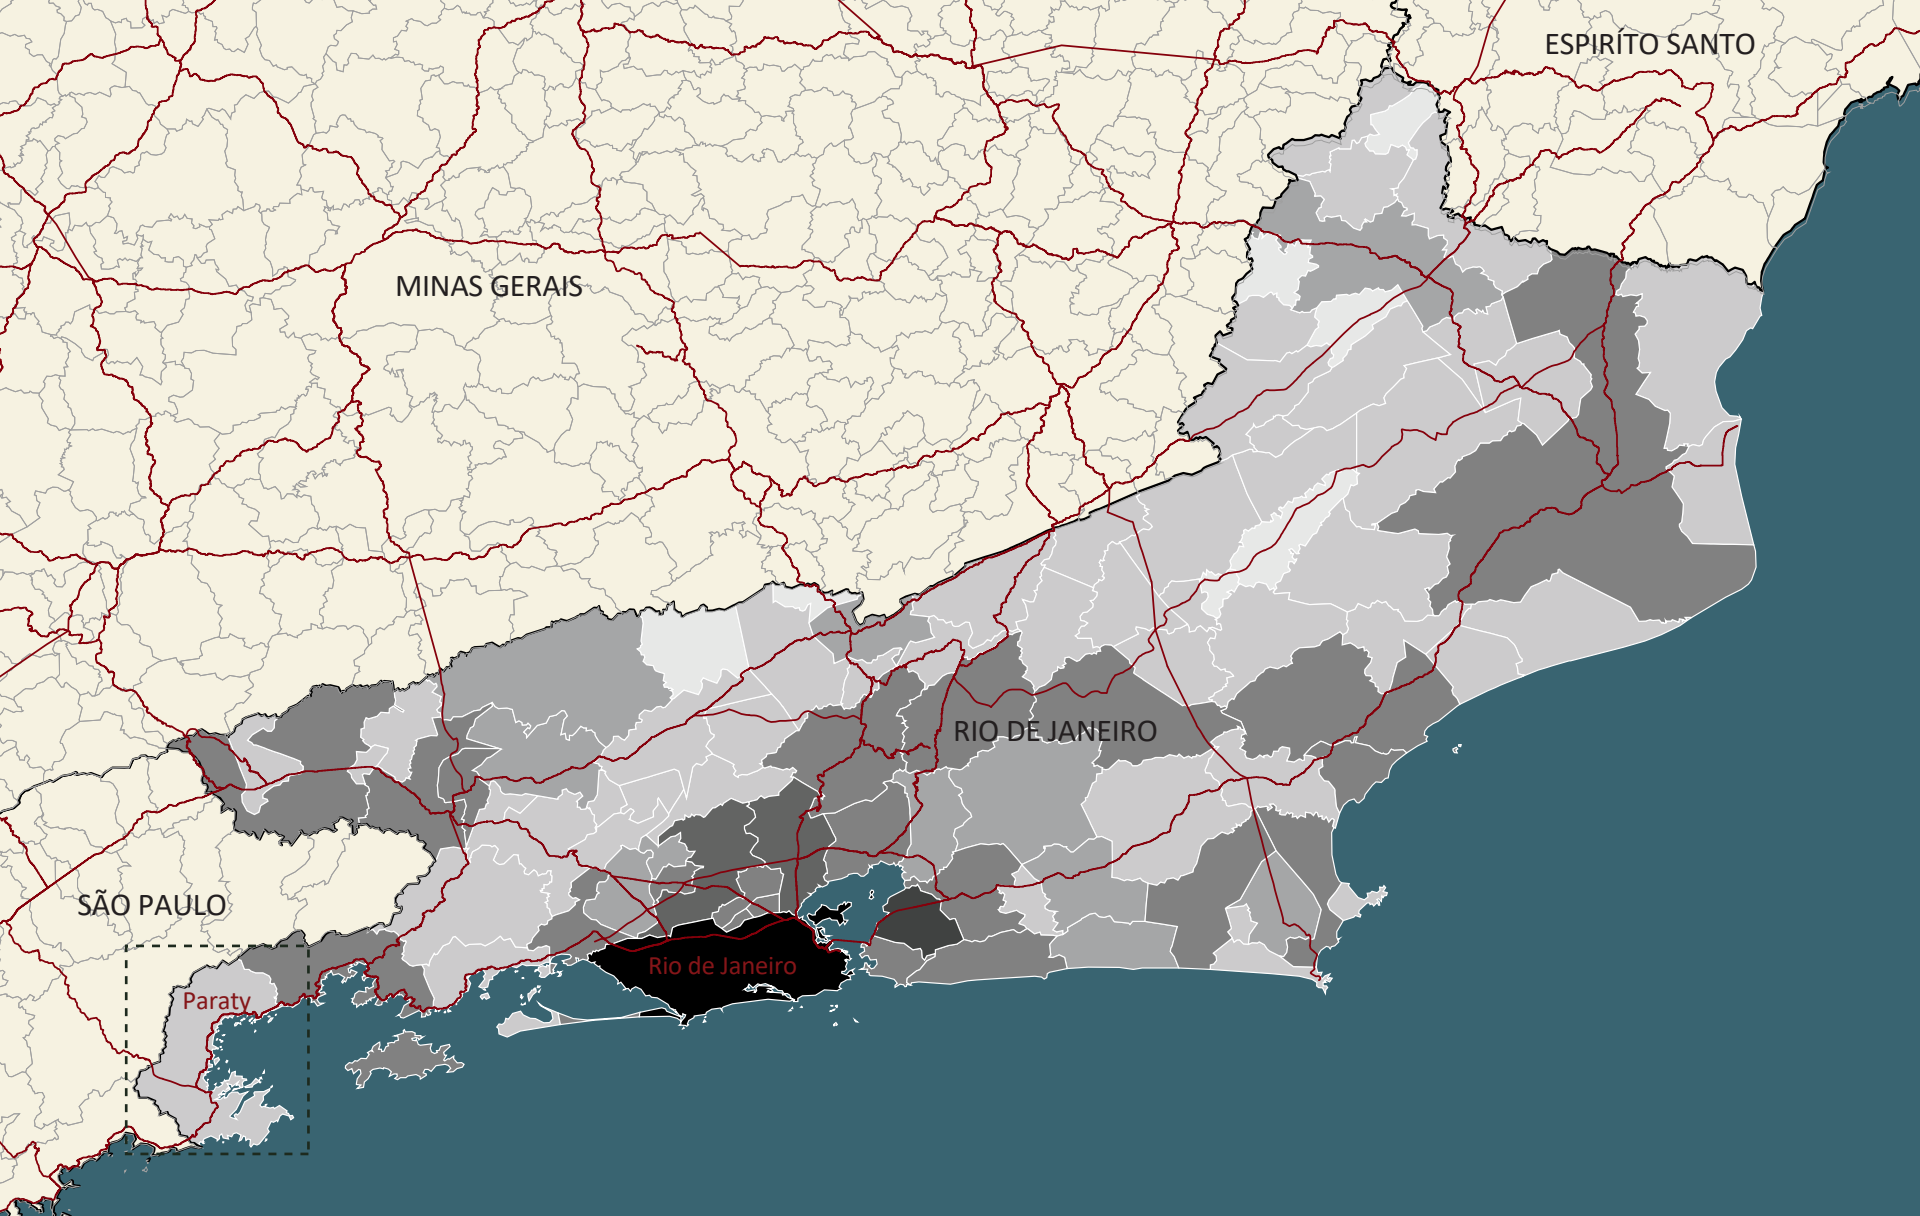 ESPIRÍTO SANTO
MINAS GERAIS
RIO DE JANEIRO
SÃO PAULO
Rio de Janeiro
Paraty